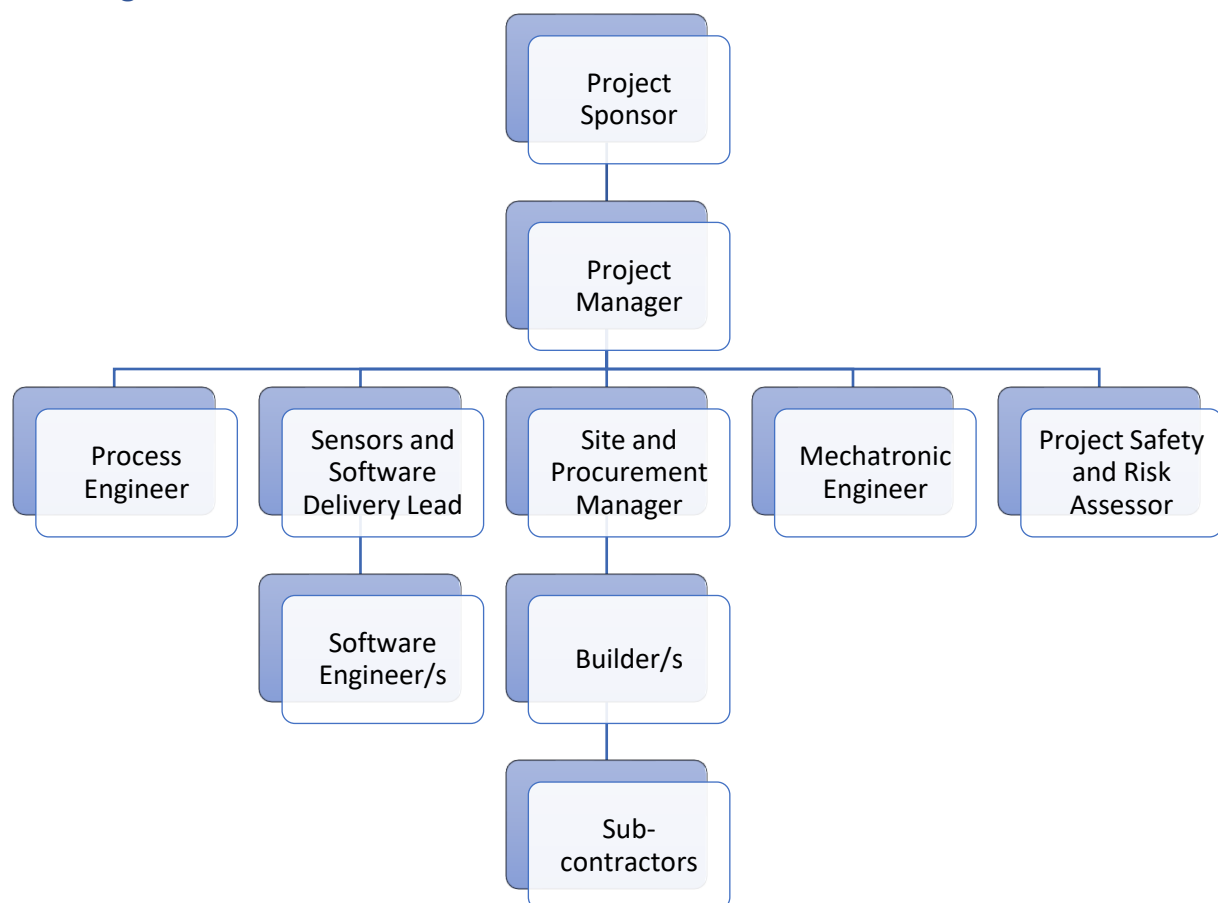 Project
Sponsor
Project
Manager
Process
Engineer
Sensors and
Software
Delivery Lead
Site and
Procurement
Manager
Mechatronic
Engineer
Project Safety
and Risk
Assessor
Software
Engineer/s
Builder/s
Sub-
contractors